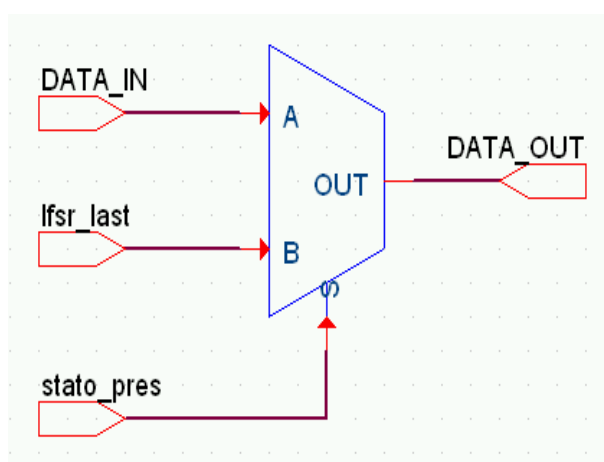 DATA_IN
A
DATA_OUT
OUT
lfsr_last
B
S
stato_pres